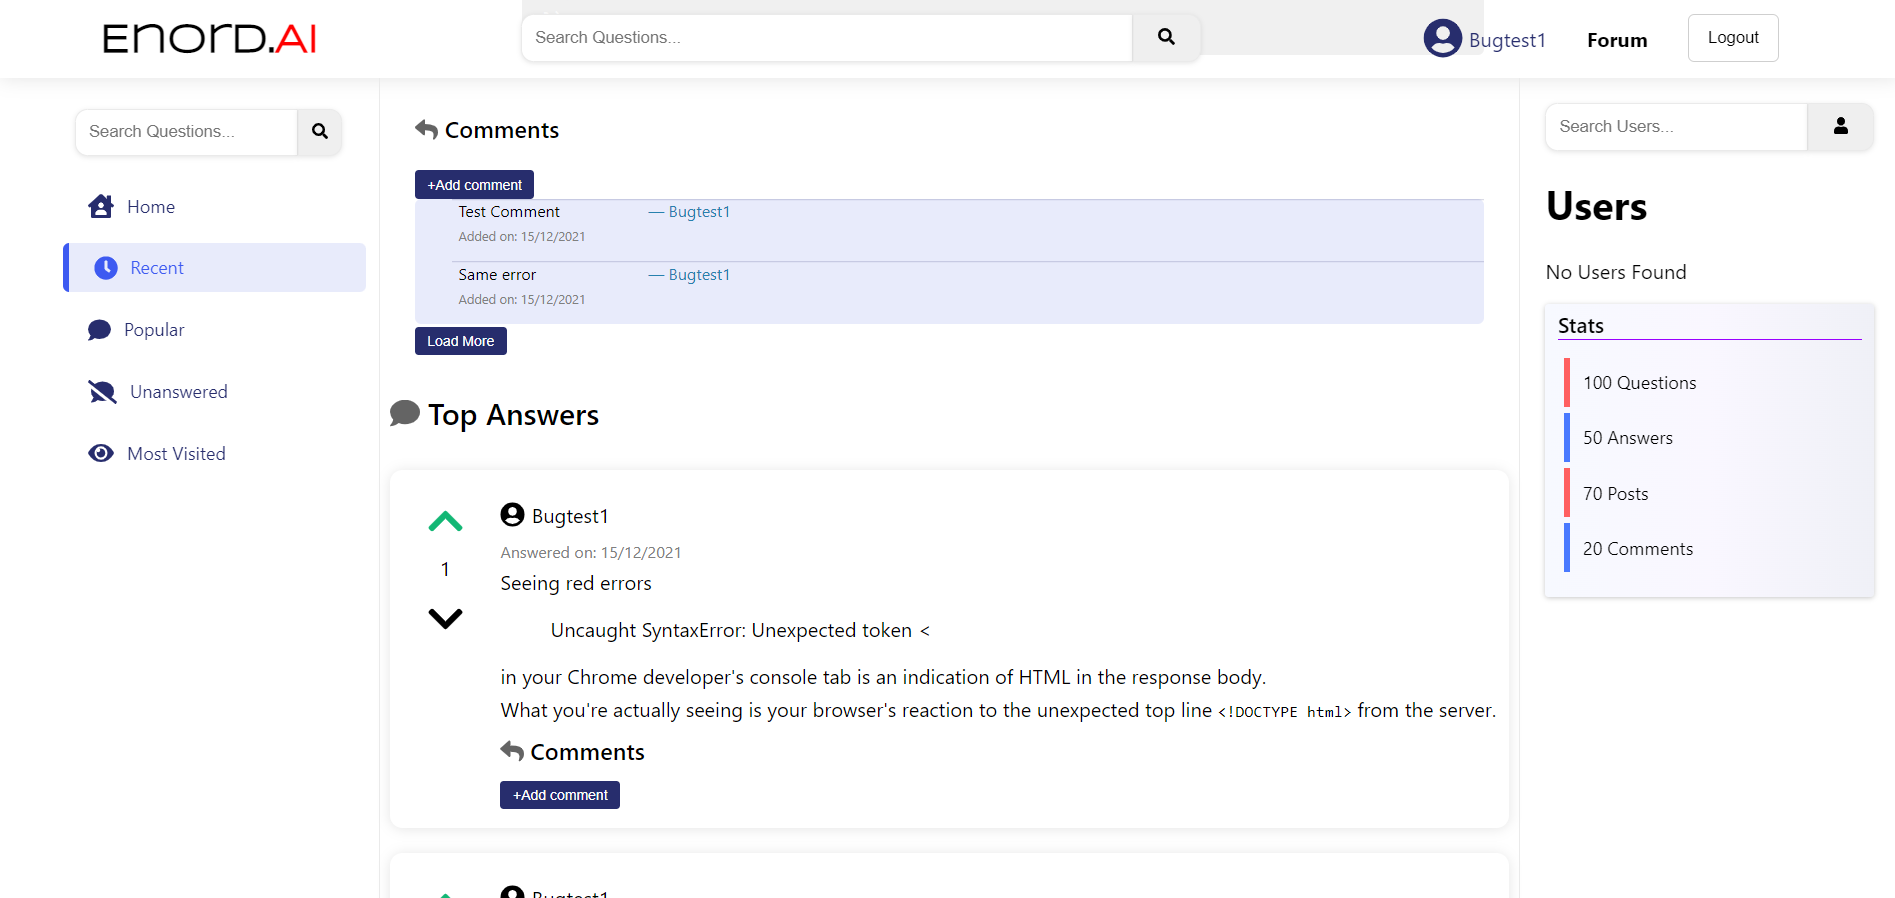 Enord.AI
Search Questions...
Bugtest1
Forum
Logout
Search Questions...
Home
Recent
Popular
Unanswered
Most Visited
Comments
+Add comment
Test Comment — Bugtest1
Added on: 15/12/2021
Same error — Bugtest1
Added on: 15/12/2021
Load More
Top Answers
Bugtest1
Answered on: 15/12/2021
1
Seeing red errors
Uncaught SyntaxError: Unexpected token <
in your Chrome developer's console tab is an indication of HTML in the response body.
What you're actually seeing is your browser's reaction to the unexpected top line <!DOCTYPE html> from the server.
Comments
+Add comment
Bugtest1
Search Users...
Users
No Users Found
Stats
100 Questions
50 Answers
70 Posts
20 Comments